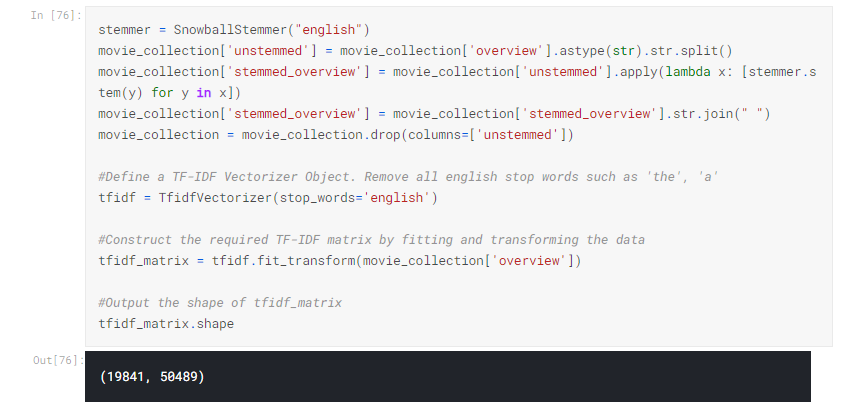 In [76]:
stemmer = SnowballStemmer("english")
movie_collection['unstemmed'] = movie_collection['overview'].astype(str).str.split()
movie_collection['stemmed_overview'] = movie_collection['unstemmed'].apply(lambda x: [stemmer.s
tem(y) for y in x])
movie_collection['stemmed_overview'] = movie_collection['stemmed_overview'].str.join(" ")
movie_collection = movie_collection.drop(columns=['unstemmed'])
#Define a TF-IDF Vectorizer Object. Remove all english stop words such as 'the', 'a'
tfidf = TfidfVectorizer(stop_words='english')
#Construct the required TF-IDF matrix by fitting and transforming the data
tfidf_matrix = tfidf.fit_transform(movie_collection['overview'])
#Output the shape of tfidf_matrix
tfidf_matrix.shape
Out[76]:
(19841, 50489)